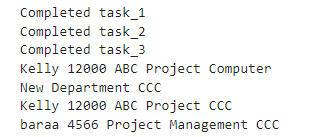 Completed task_1
Completed task_2
Completed task_3
Kelly 12000 ABC Project Computer
New Department CCC
Kelly 12000 ABC Project CCC
baraa 4566 Project Management CCC